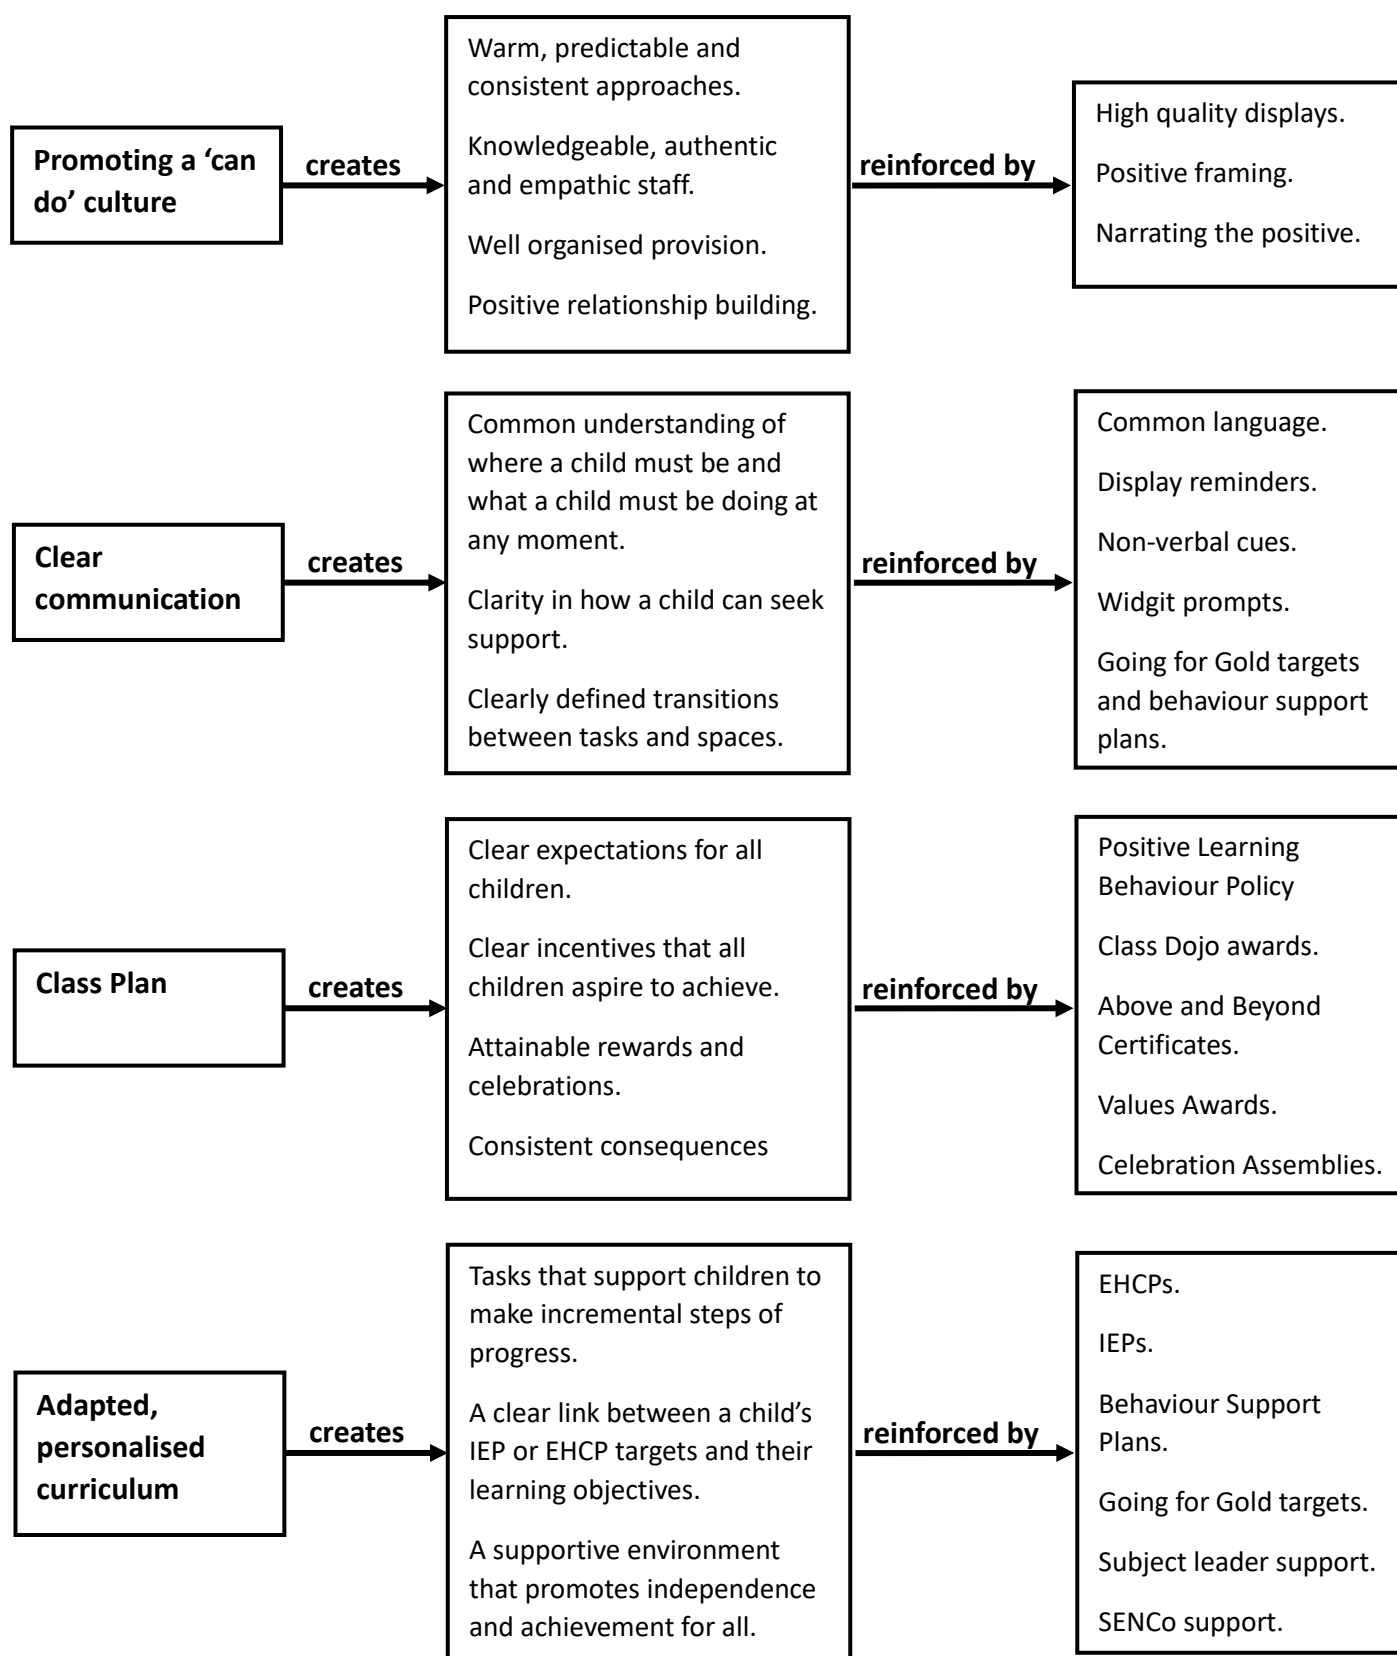 Promoting a ‘can
do’ culture
creates
Warm, predictable and
consistent approaches.
Knowledgeable, authentic
and empathic staff.
Well organised provision.
Positive relationship building.
reinforced by
High quality displays.
Positive framing.
Narrating the positive.
Clear
communication
creates
Common understanding of
where a child must be and
what a child must be doing at
any moment.
Clarity in how a child can seek
support.
Clearly defined transitions
between tasks and spaces.
reinforced by
Common language.
Display reminders.
Non-verbal cues.
Widgit prompts.
Going for Gold targets
and behaviour support
plans.
Class Plan
creates
Clear expectations for all
children.
Clear incentives that all
children aspire to achieve.
Attainable rewards and
celebrations.
Consistent consequences
reinforced by
Positive Learning
Behaviour Policy
Class Dojo awards.
Above and Beyond
Certificates.
Values Awards.
Celebration Assemblies.
Adapted,
personalised
curriculum
creates
Tasks that support children to
make incremental steps of
progress.
A clear link between a child’s
IEP or EHCP targets and their
learning objectives.
A supportive environment
that promotes independence
and achievement for all.
reinforced by
EHCPs.
IEPs.
Behaviour Support
Plans.
Going for Gold targets.
Subject leader support.
SENCo support.